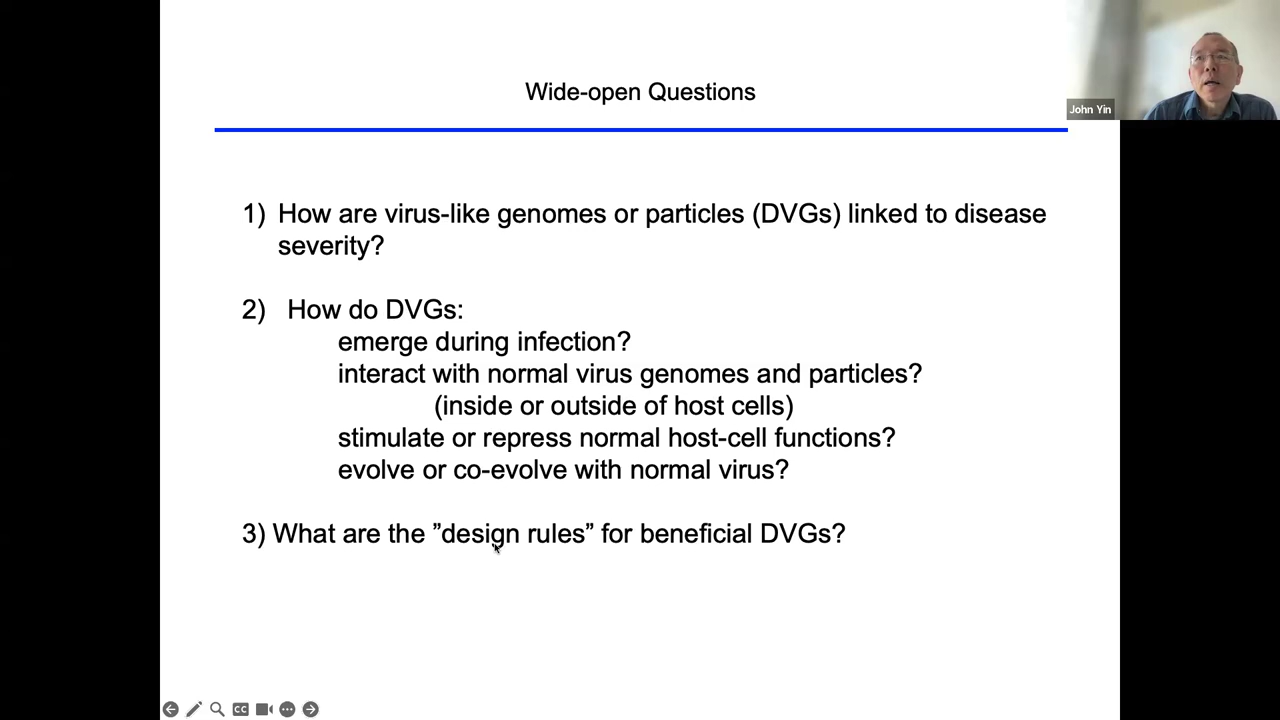 Wide-open Questions
John Yin
1) How are virus-like genomes or particles (DVGs) linked to disease
severity?
2) How do DVGs:
emerge during infection?
interact with normal virus genomes and particles?
(inside or outside of host cells)
stimulate or repress normal host-cell functions?
evolve or co-evolve with normal virus?
3) What are the ”design rules” for beneficial DVGs?
CC